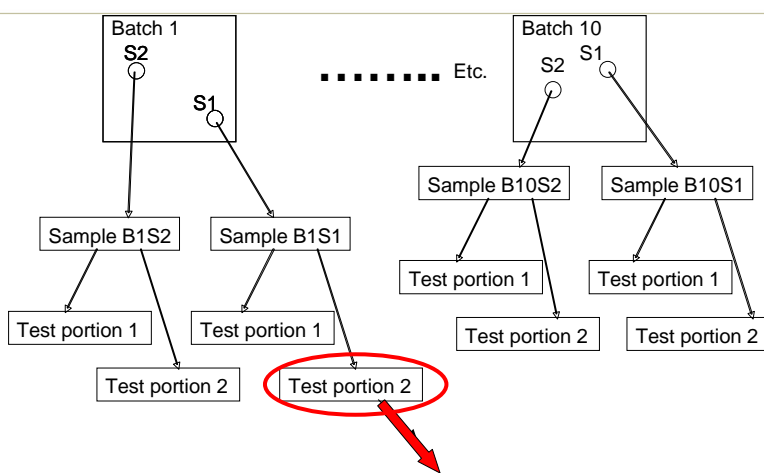 Batch 1
S2
S1
Etc.
Batch 10
S1
S2
Sample B10S2
Sample B10S1
Sample B1S2
Sample B1S1
Test portion 1
Test portion 1
Test portion 1
Test portion 1
Test portion 2
Test portion 2
Test portion 2
Test portion 2